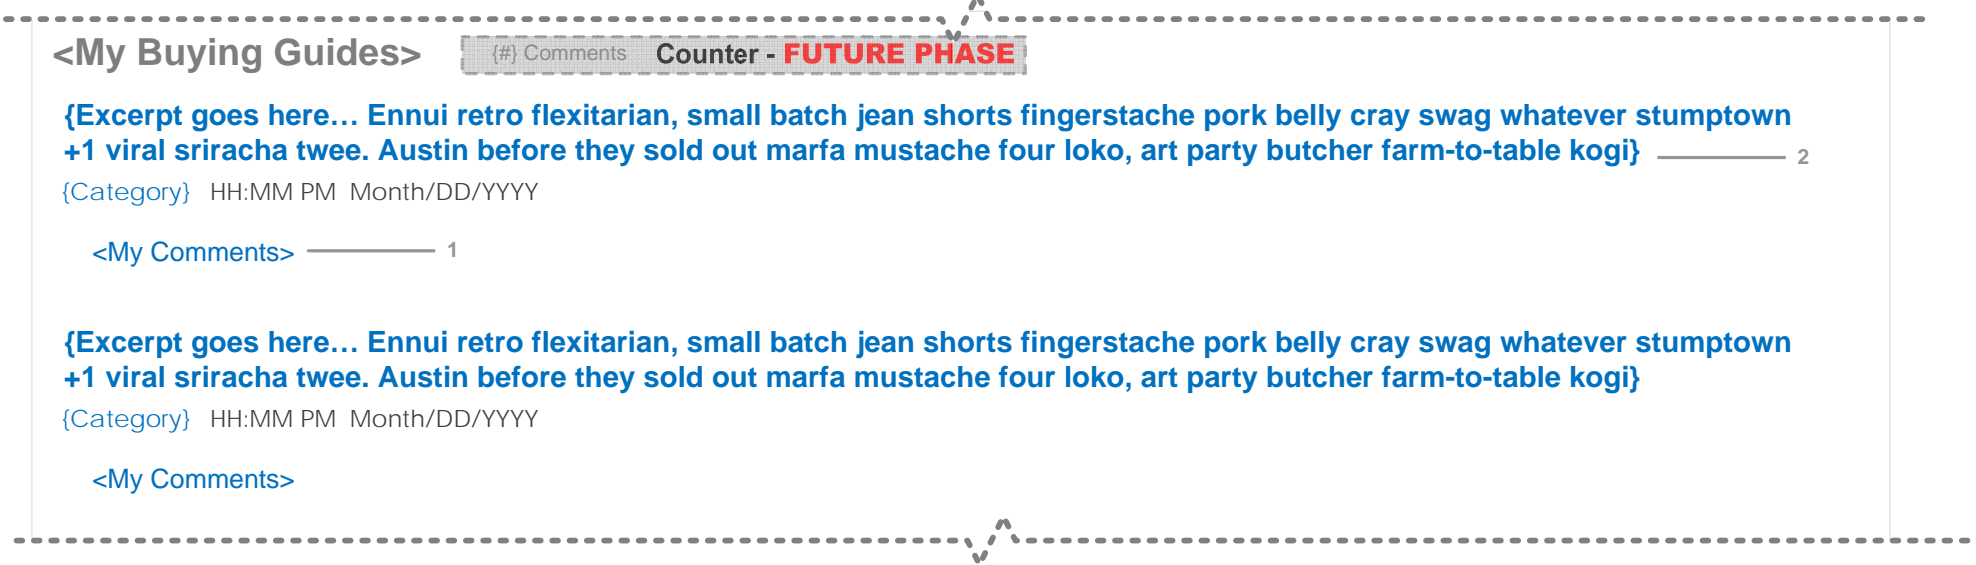 <My Buying Guides> {#} Comments Counter - FUTURE PHASE
{Excerpt goes here… Ennui retro flexitarian, small batch jean shorts fingerstache pork belly cray swag whatever stumptown
+1 viral sriracha twee. Austin before they sold out marfa mustache four loko, art party butcher farm-to-table kogi} 2
{Category} HH:MM PM Month/DD/YYYY
<My Comments> 1
{Excerpt goes here… Ennui retro flexitarian, small batch jean shorts fingerstache pork belly cray swag whatever stumptown
+1 viral sriracha twee. Austin before they sold out marfa mustache four loko, art party butcher farm-to-table kogi}
{Category} HH:MM PM Month/DD/YYYY
<My Comments>